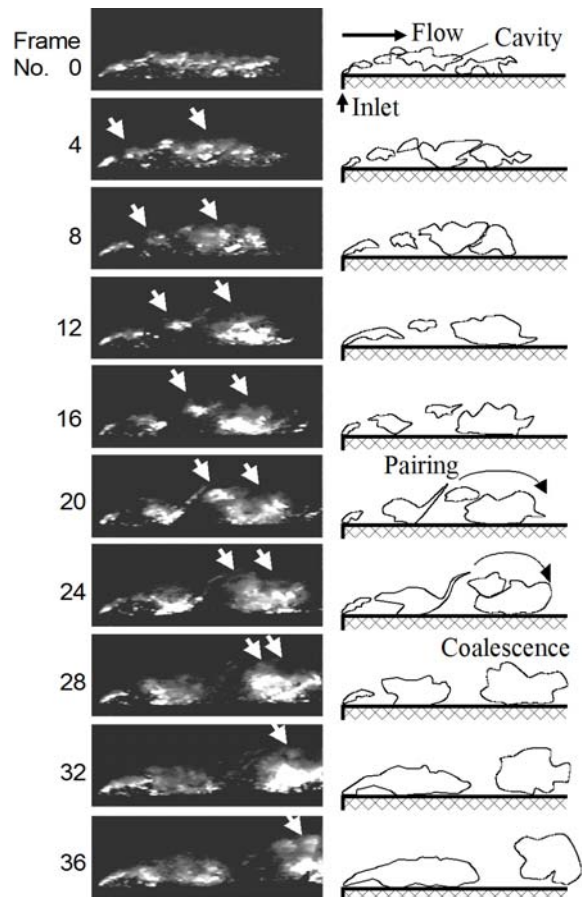 Frame
No. 0
Flow
Cavity
Inlet
4
8
12
16
Pairing
20
24
Coalescence
28
32
36